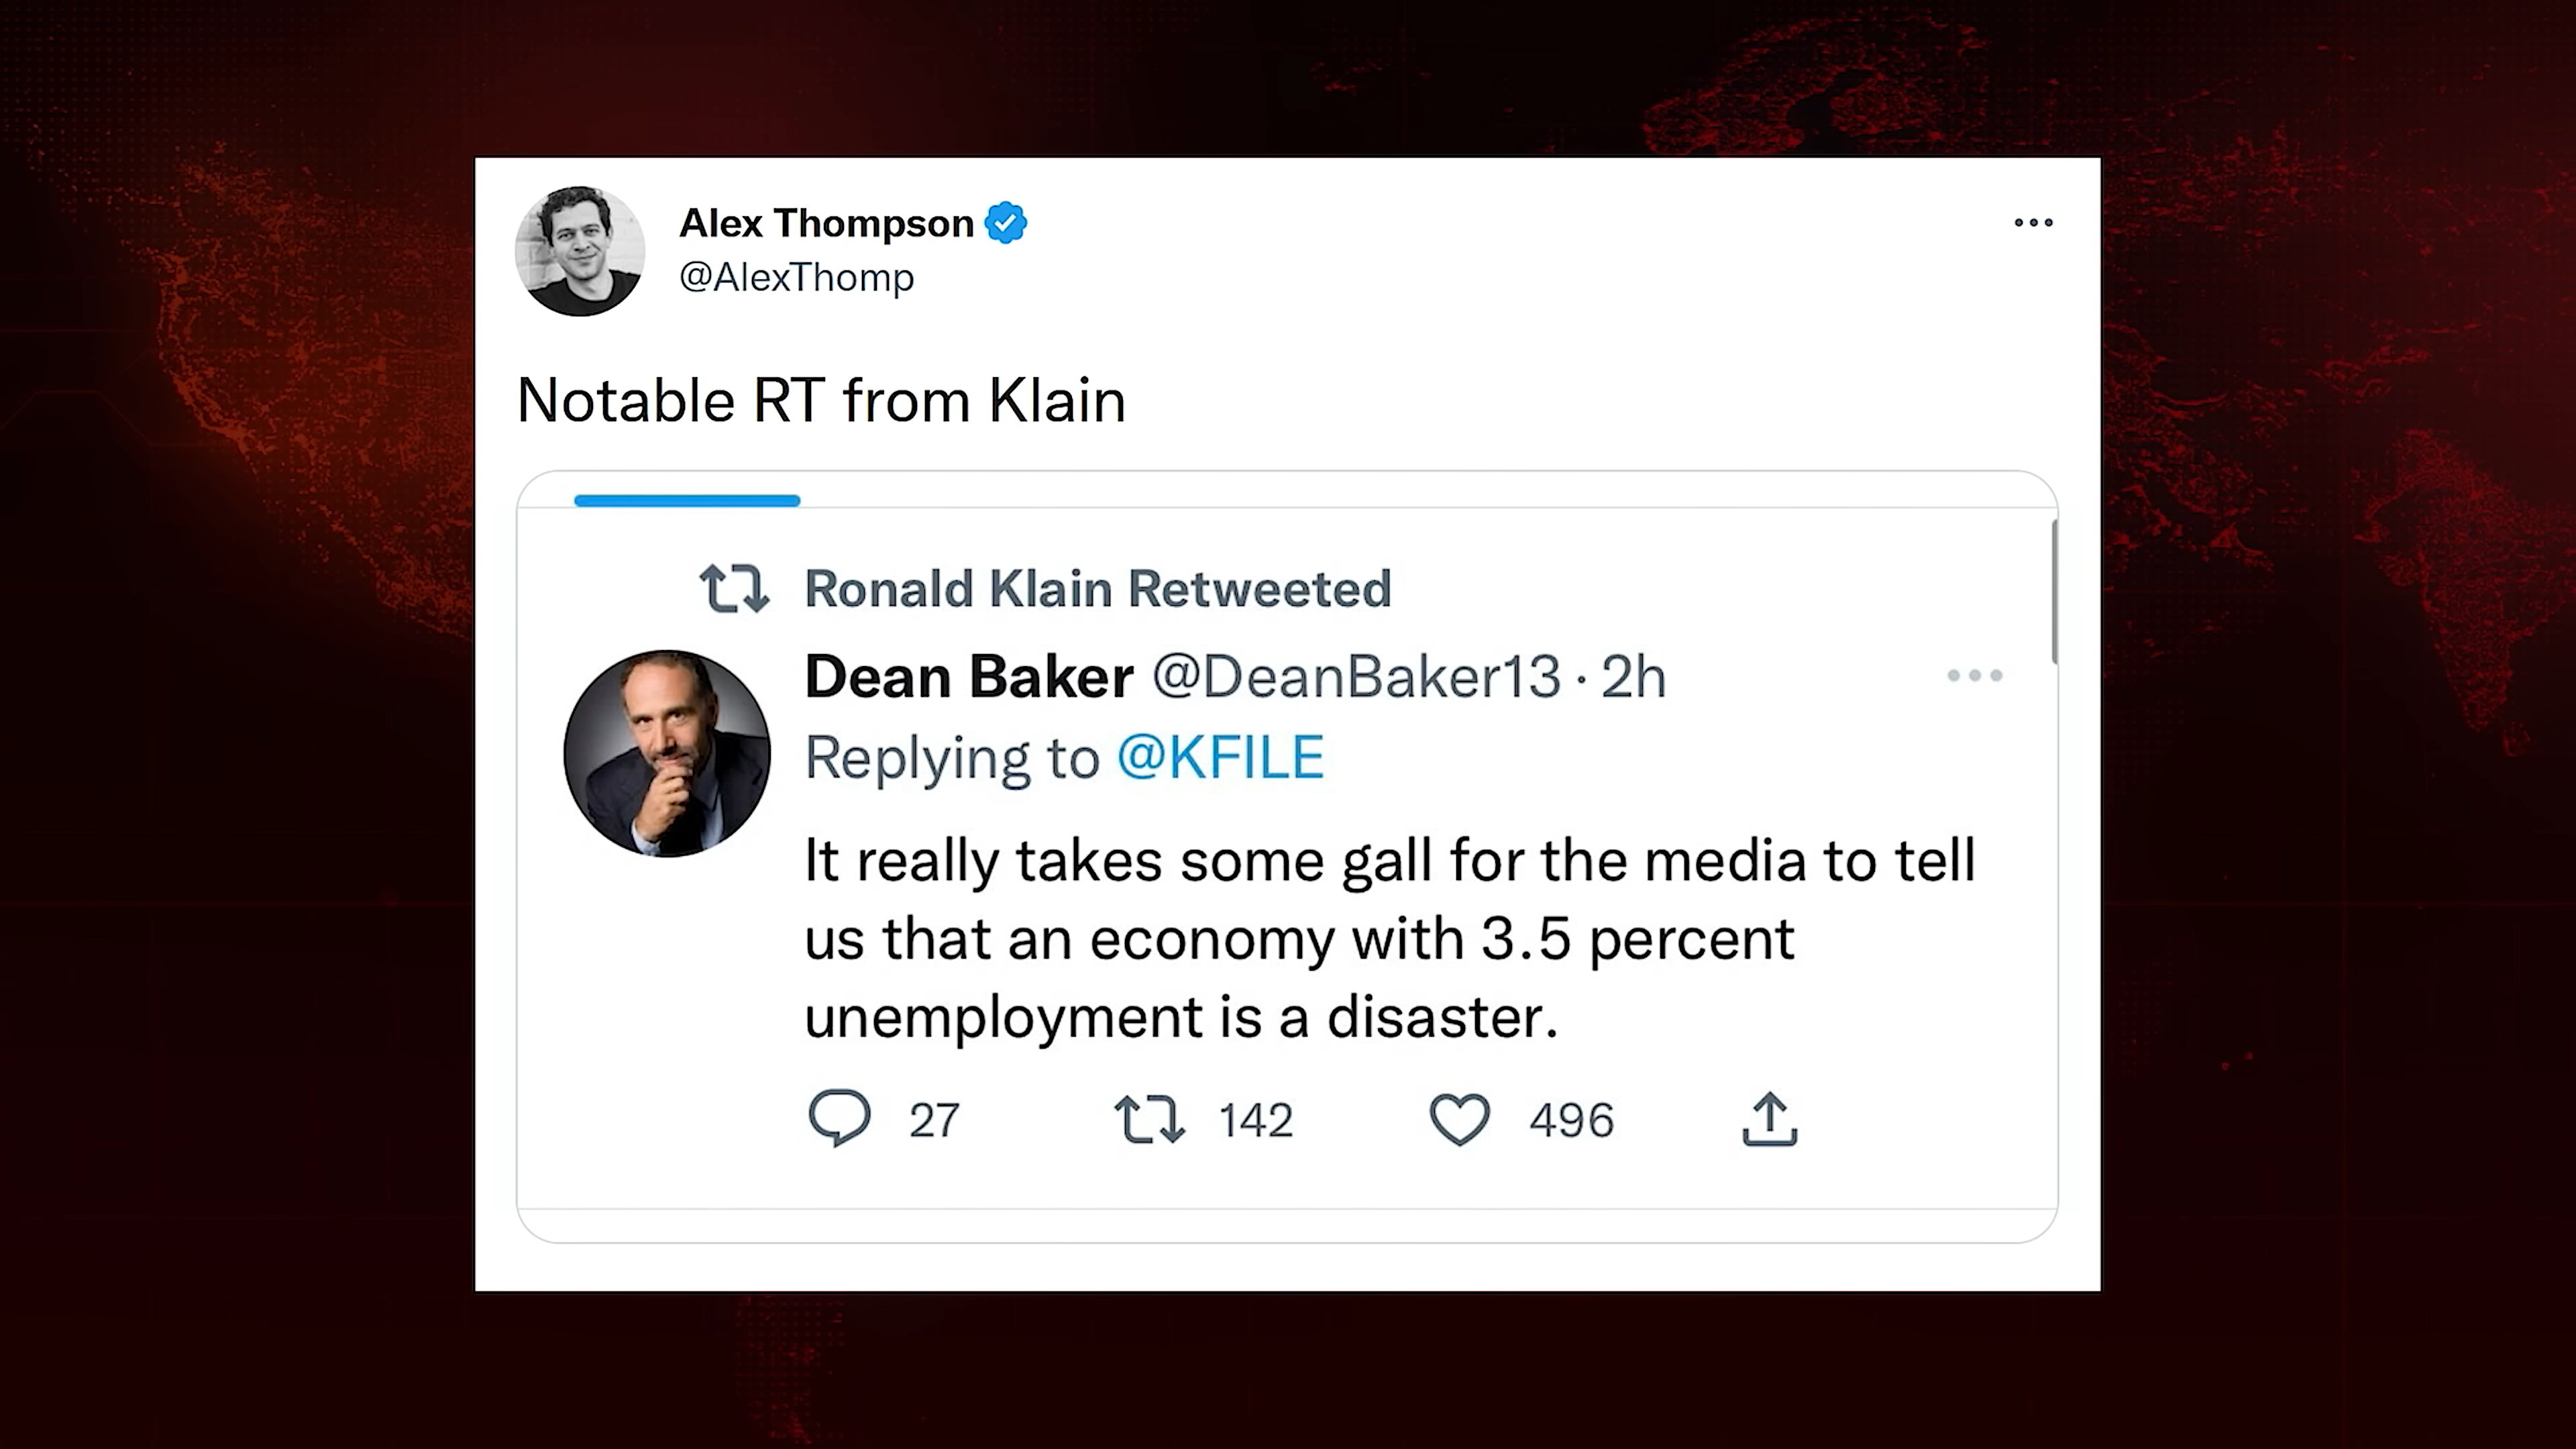 Alex Thompson
@AlexThomp
Notable RT from Klain
Ronald Klain Retweeted
Dean Baker @DeanBaker13 · 2h
Replying to @KFILE
It really takes some gall for the media to tell
us that an economy with 3.5 percent
unemployment is a disaster.
27 142 496